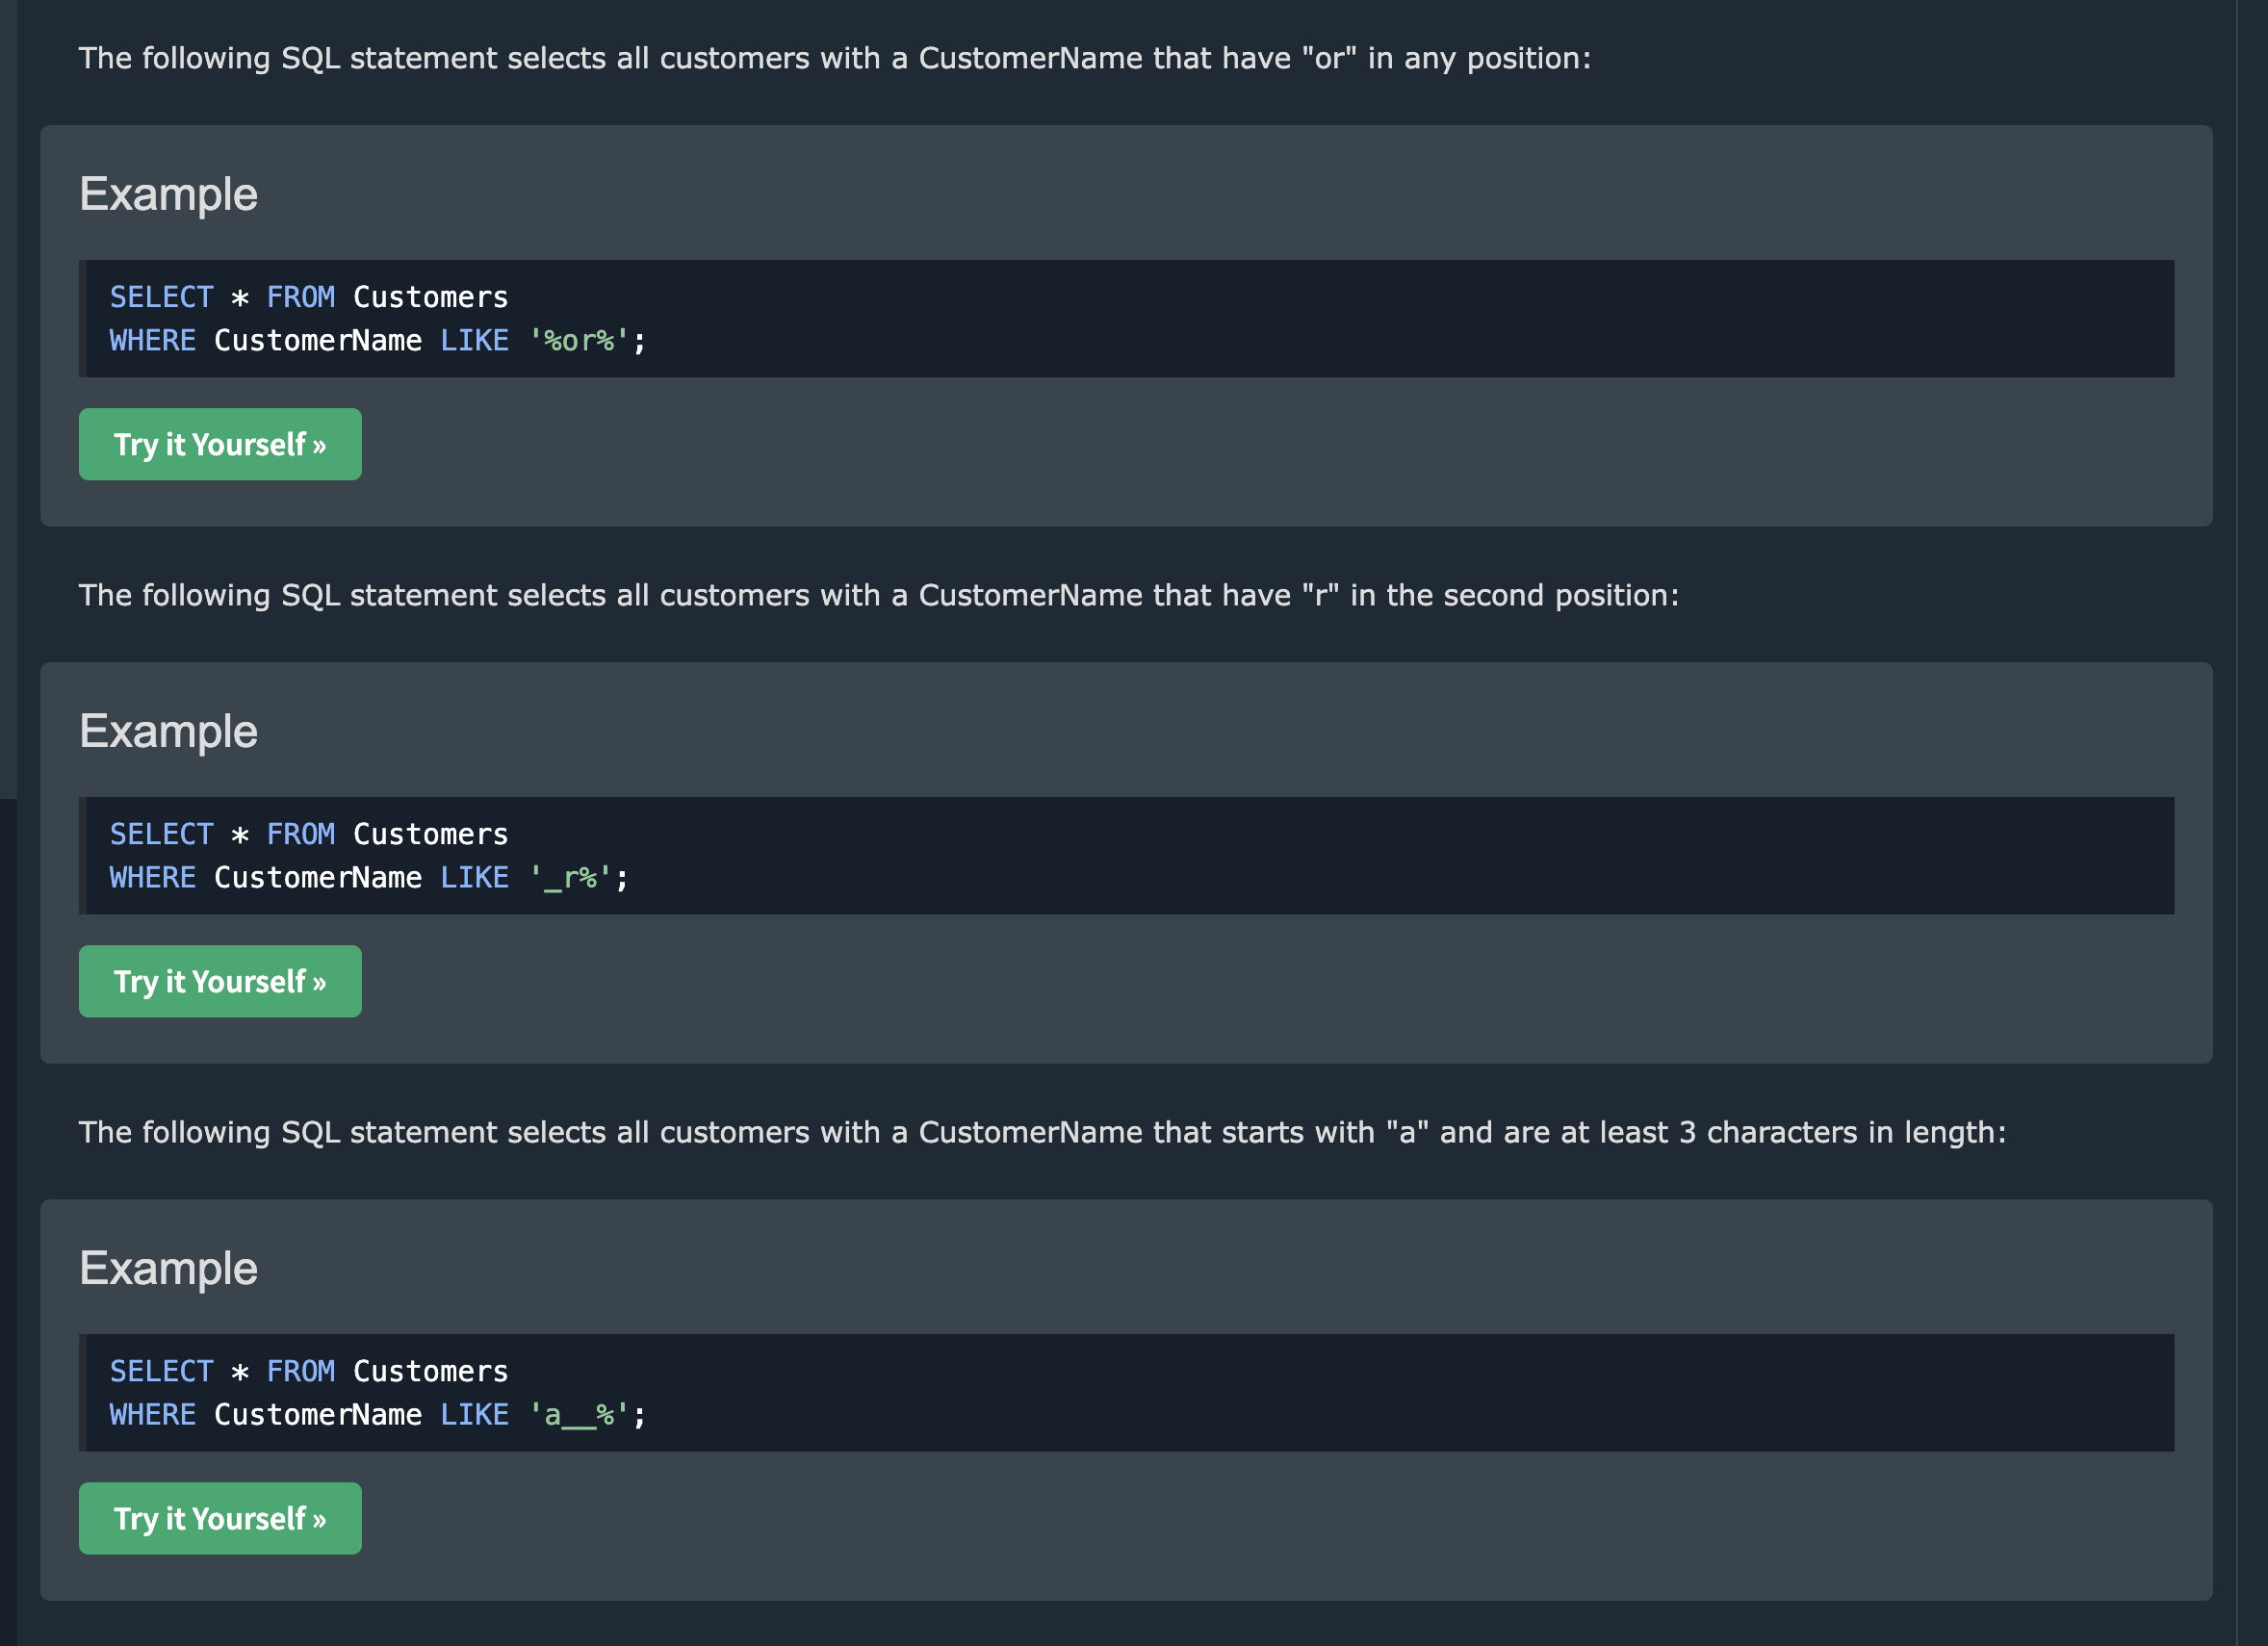 The following SQL statement selects all customers with a CustomerName that have "or" in any position:
Example
SELECT * FROM Customers
WHERE CustomerName LIKE '%or%';
Try it Yourself »
The following SQL statement selects all customers with a CustomerName that have "r" in the second position:
Example
SELECT * FROM Customers
WHERE CustomerName LIKE '_r%';
Try it Yourself »
The following SQL statement selects all customers with a CustomerName that starts with "a" and are at least 3 characters in length:
Example
SELECT * FROM Customers
WHERE CustomerName LIKE 'a__%';
Try it Yourself »